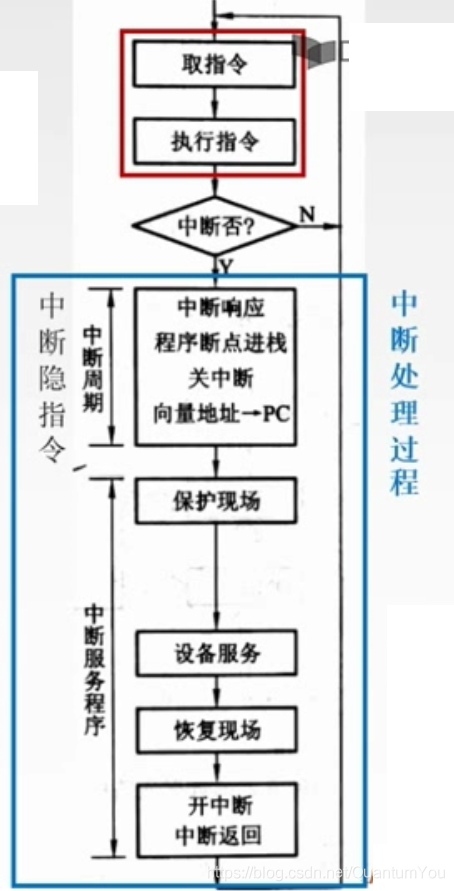 取指令
执行指令
中断否?
N
Y
中断隐指令
中断周期
中断响应
程序断点进栈
关中断
向量地址→PC
中断处理过程
保护现场
中断服务程序
设备服务
恢复现场
开中断
中断返回
https://blog.csdn.net/QuantumYou